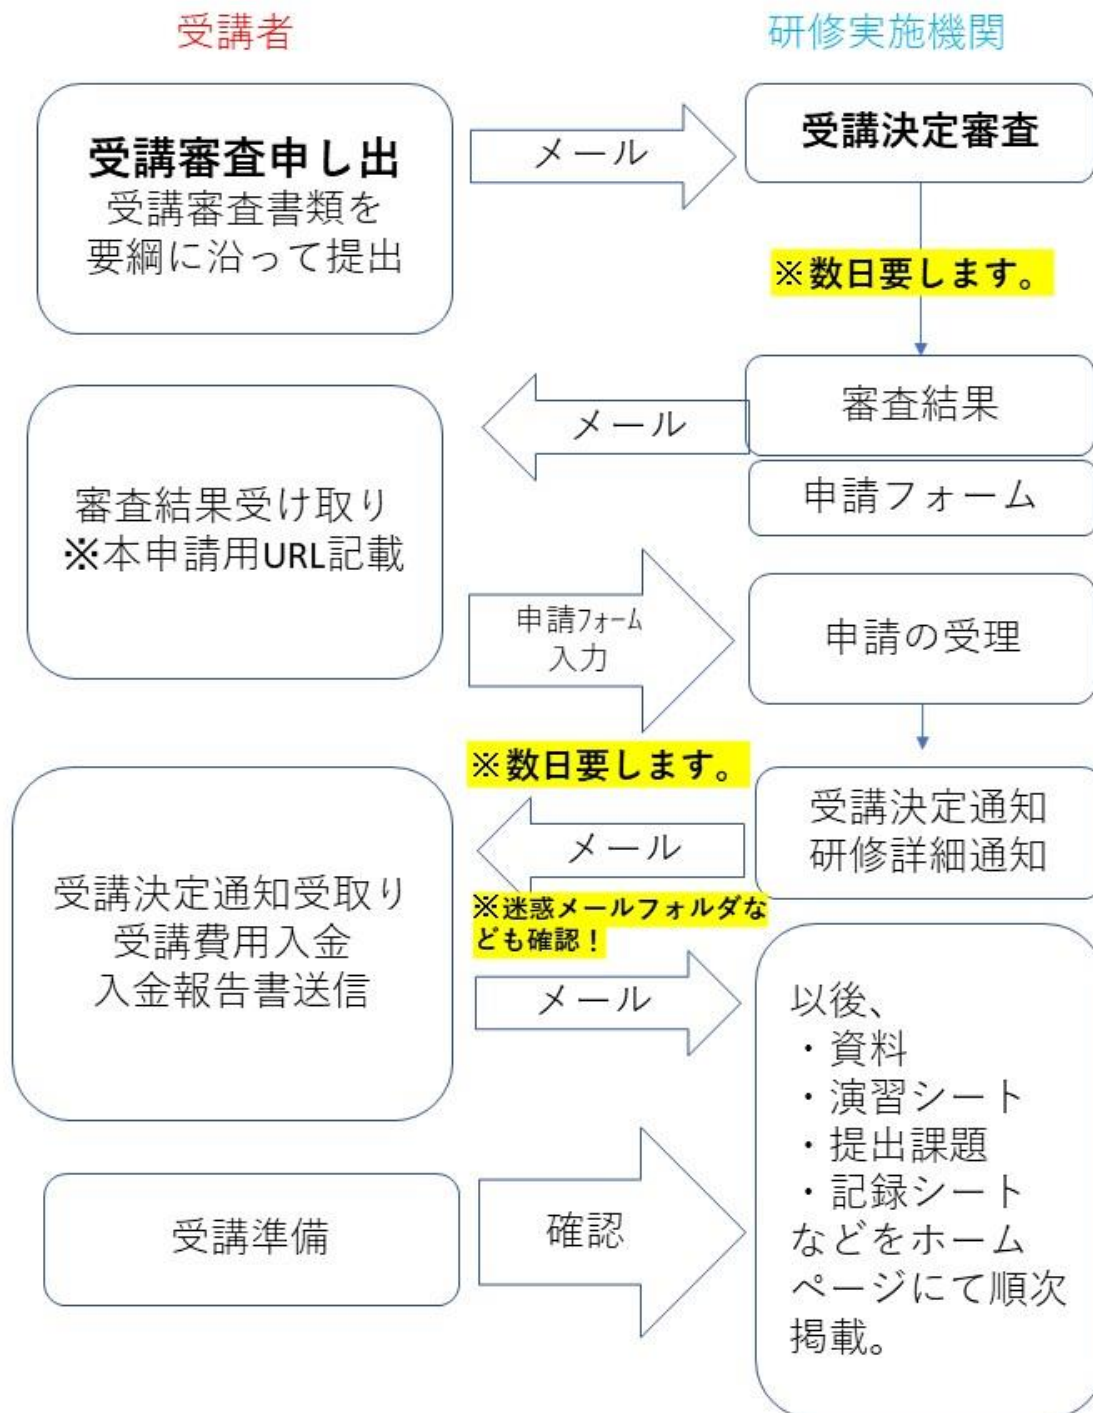 受講者
研修実施機関
受講審査申し出
受講審査書類を
要綱に沿って提出
メール
受講決定審査
※数日要します。
審査結果
メール
申請フォーム
審査結果受け取り
※本申請用URL記載
申請フォーム
入力
申請の受理
※数日要します。
受講決定通知
研修詳細通知
メール
※迷惑メールフォルダな
ども確認！
受講決定通知受取り
受講費用入金
入金報告書送信
メール
以後、
・資料
・演習シート
・提出課題
・記録シート
などをホーム
ページにて順次
掲載。
受講準備
確認